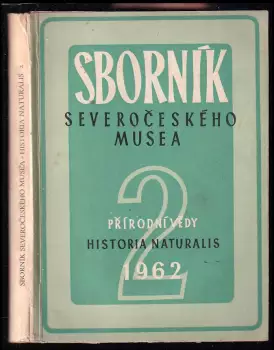 SBORNÍK
SEVEROČESKÉHO
MUSEA
2
PŘÍRODNÍ VĚDY
HISTORIA NATURALIS
1962
SBORNÍK SEVEROČESKÉHO MUSEA - HISTORIA NATURALIS 2